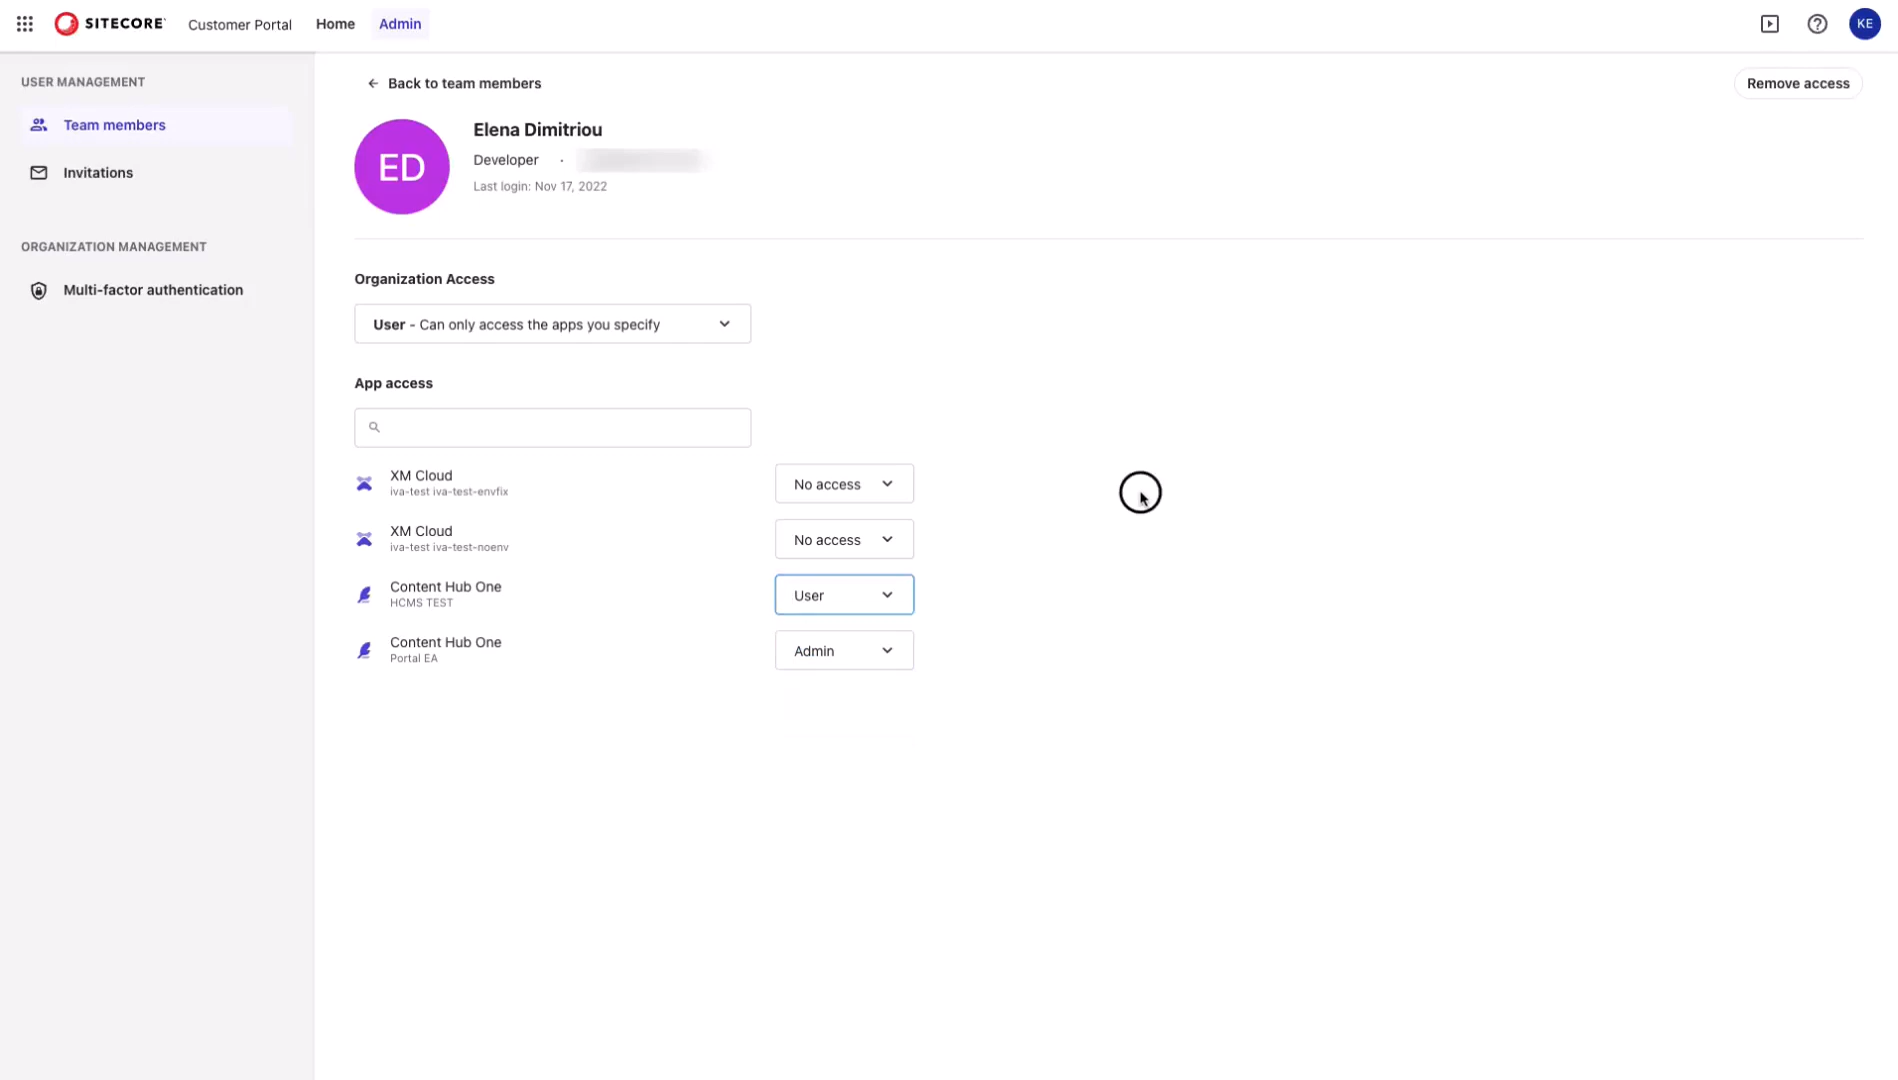 SITECORE
Customer Portal
Home
Admin
KE
USER MANAGEMENT
Team members
Invitations
ORGANIZATION MANAGEMENT
Multi-factor authentication
Back to team members
Remove access
ED
Elena Dimitriou
Developer ·
Last login: Nov 17, 2022
Organization Access
User - Can only access the apps you specify
App access
XM Cloud
iva-test iva-test-envfix
No access
XM Cloud
iva-test iva-test-noenv
No access
Content Hub One
HCMS TEST
User
Content Hub One
Portal EA
Admin